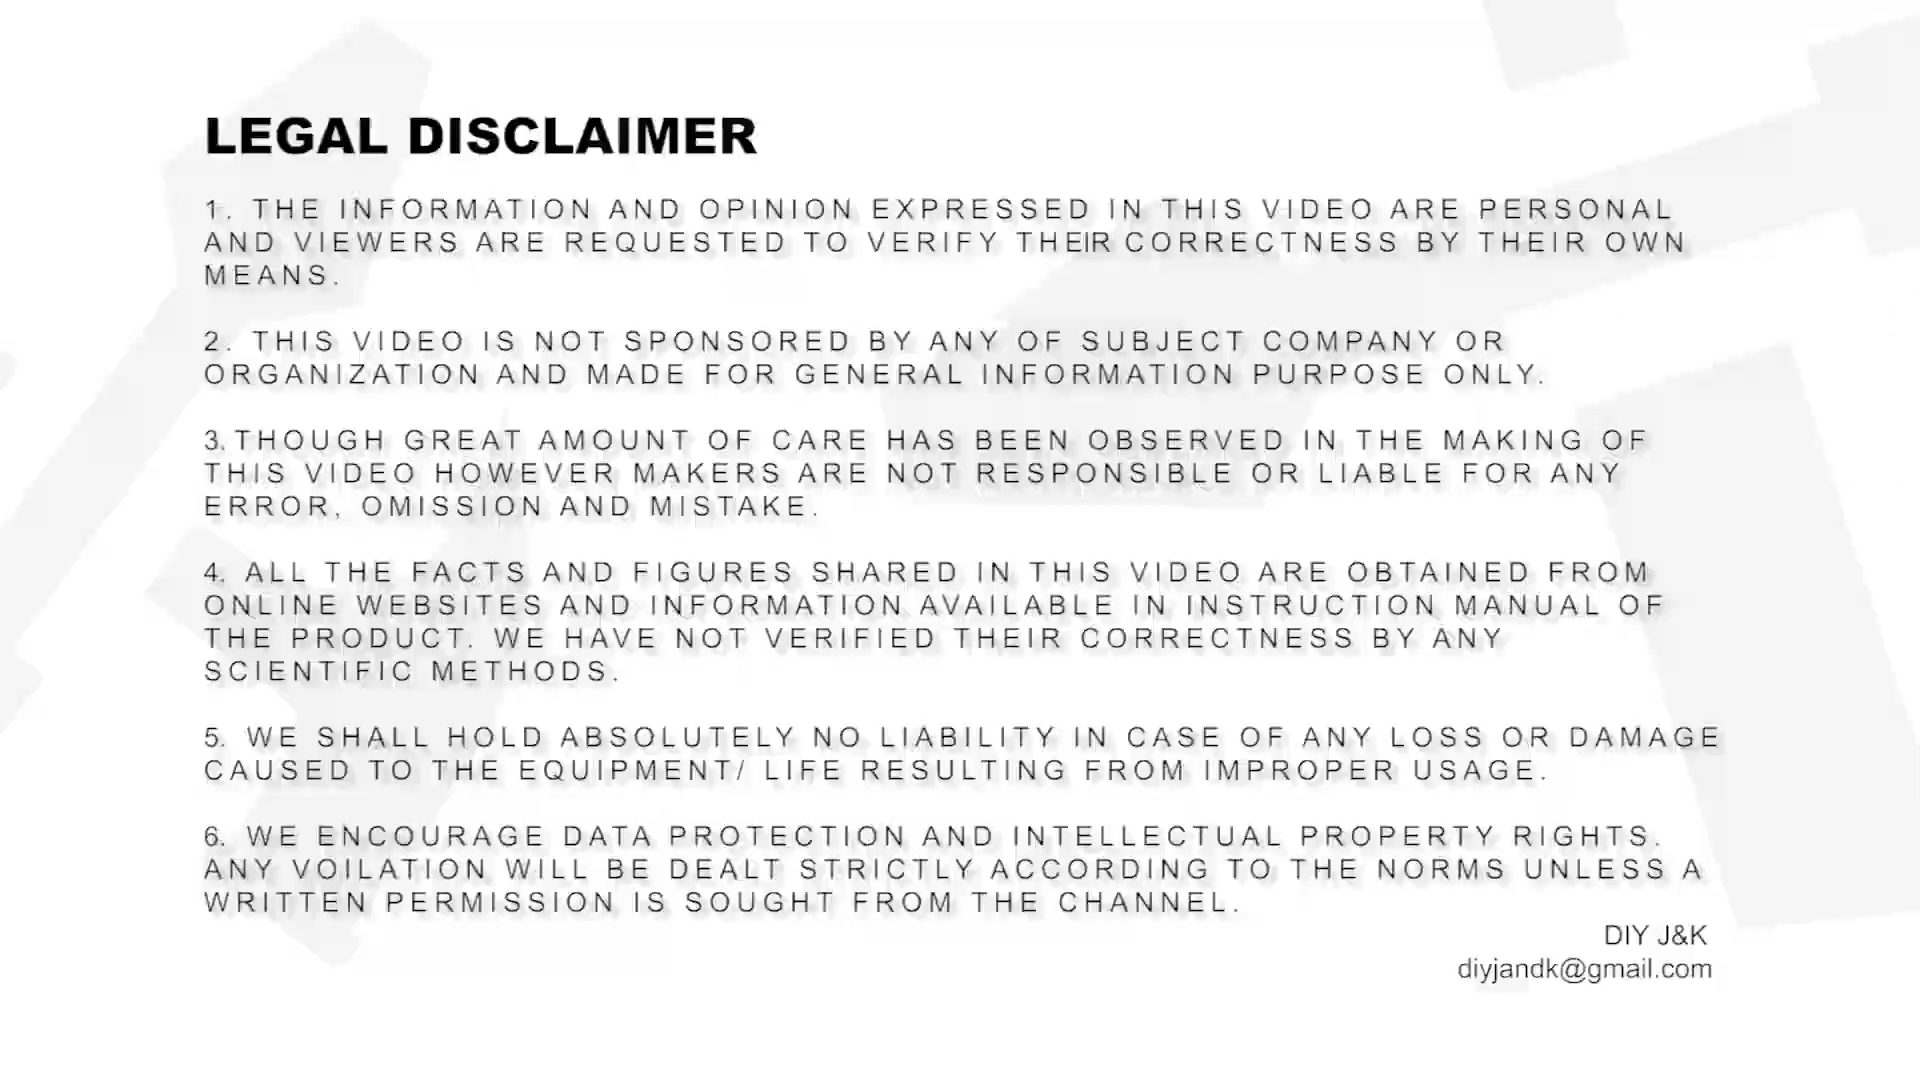 LEGAL DISCLAIMER
1. THE INFORMATION AND OPINION EXPRESSED IN THIS VIDEO ARE PERSONAL
AND VIEWERS ARE REQUESTED TO VERIFY THEIR CORRECTNESS BY THEIR OWN
MEANS.
2. THIS VIDEO IS NOT SPONSORED BY ANY OF SUBJECT COMPANY OR
ORGANIZATION AND MADE FOR GENERAL INFORMATION PURPOSE ONLY.
3. THOUGH GREAT AMOUNT OF CARE HAS BEEN OBSERVED IN THE MAKING OF
THIS VIDEO HOWEVER MAKERS ARE NOT RESPONSIBLE OR LIABLE FOR ANY
ERROR, OMISSION AND MISTAKE.
4. ALL THE FACTS AND FIGURES SHARED IN THIS VIDEO ARE OBTAINED FROM
ONLINE WEBSITES AND INFORMATION AVAILABLE IN INSTRUCTION MANUAL OF
THE PRODUCT. WE HAVE NOT VERIFIED THEIR CORRECTNESS BY ANY
SCIENTIFIC METHODS.
5. WE SHALL HOLD ABSOLUTELY NO LIABILITY IN CASE OF ANY LOSS OR DAMAGE
CAUSED TO THE EQUIPMENT/ LIFE RESULTING FROM IMPROPER USAGE.
6. WE ENCOURAGE DATA PROTECTION AND INTELLECTUAL PROPERTY RIGHTS.
ANY VOILATION WILL BE DEALT STRICTLY ACCORDING TO THE NORMS UNLESS A
WRITTEN PERMISSION IS SOUGHT FROM THE CHANNEL.
DIY J&K
diyjandk@gmail.com